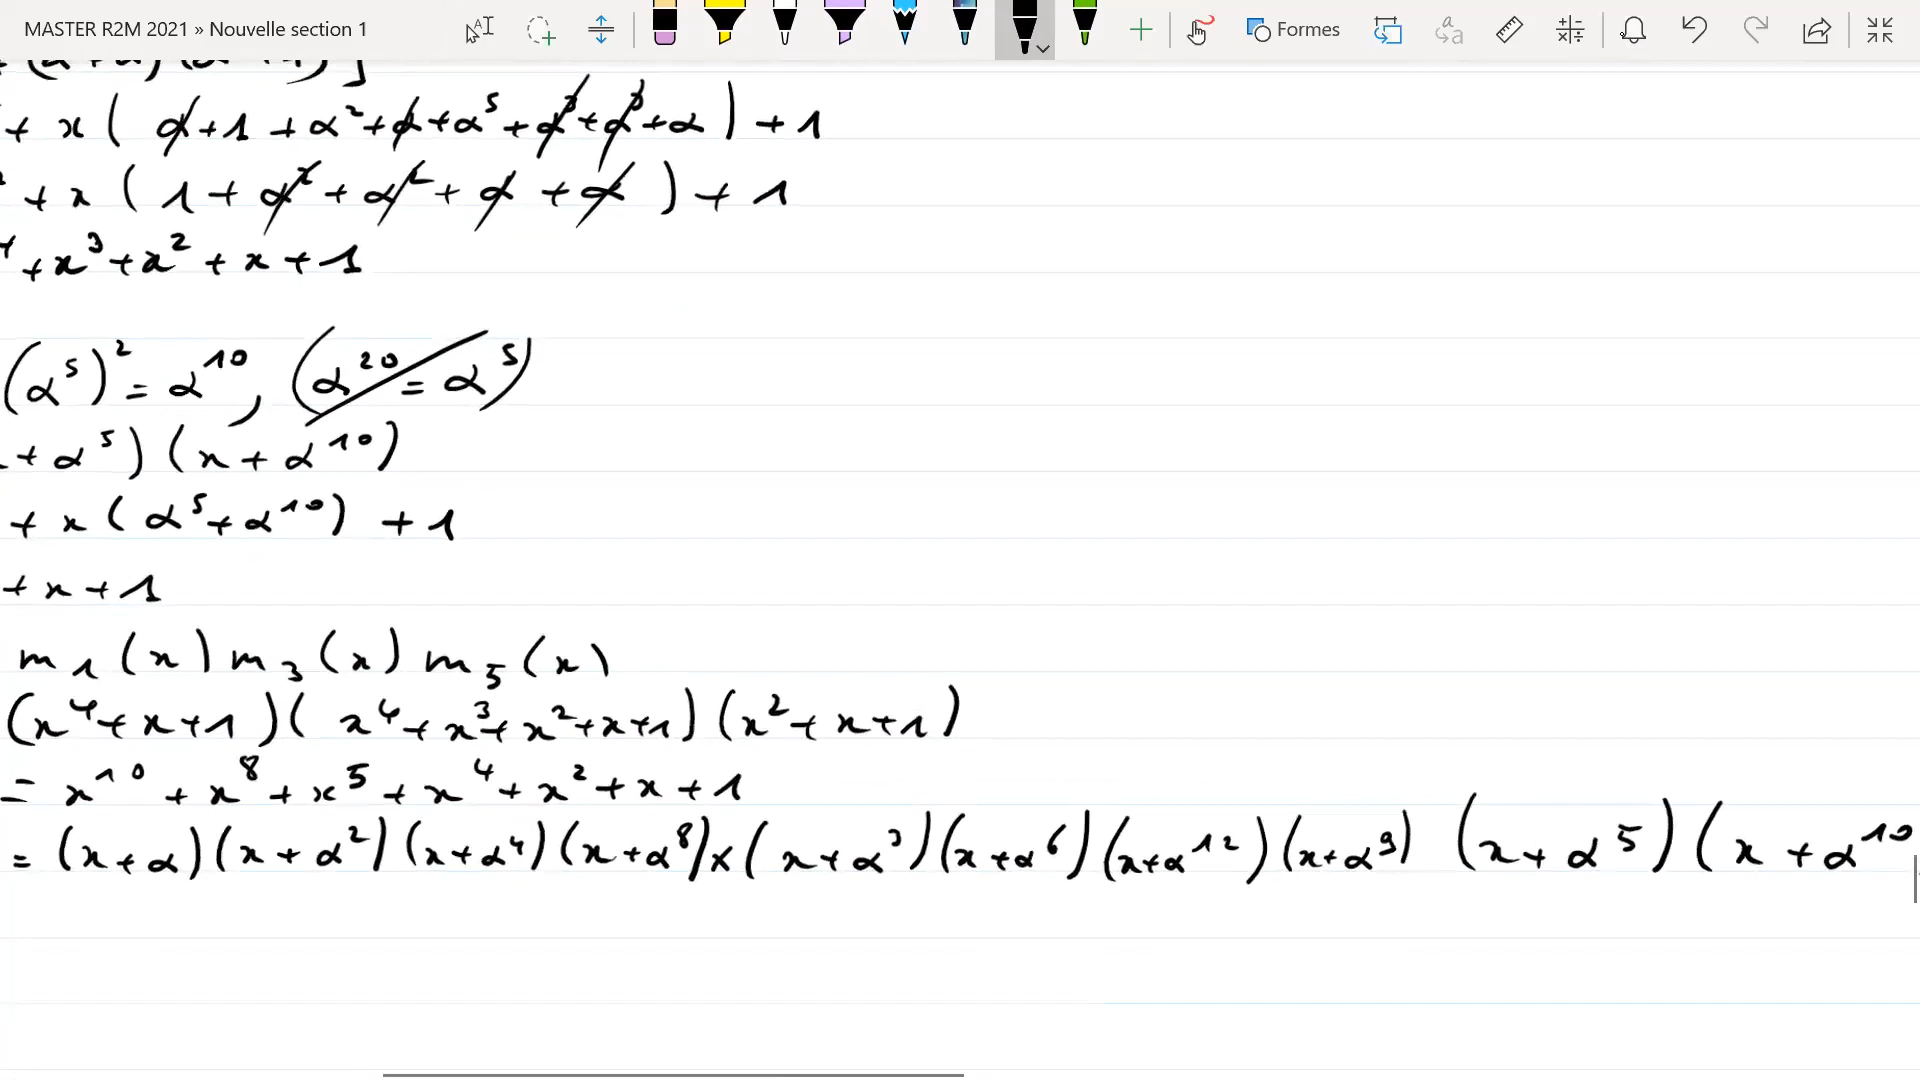 MASTER R2M 2021 » Nouvelle section 1
Formes
+ x ( α + 1 + α² + α + α⁵ + α³ + α³ + α ) + 1
+ x ( 1 + α² + α² + α + α ) + 1
+ x³ + x² + x + 1
(α⁵)² = α¹⁰, (α²⁰ = α⁵)
+ α⁵ ) ( x + α¹⁰ )
+ x ( α⁵ + α¹⁰ ) + 1
+ x + 1
m₁ (x) m₃ (x) m₅ (x)
(x⁴ + x + 1 ) ( x⁴ + x³ + x² + x + 1 ) ( x² + x + 1 )
= x¹⁰ + x⁸ + x⁵ + x⁴ + x² + x + 1
= (x + α) (x + α²) (x + α⁴) (x + α⁸) × (x + α³) (x + α⁶) (x + α¹²) (x + α⁹) (x + α⁵) (x + α¹⁰